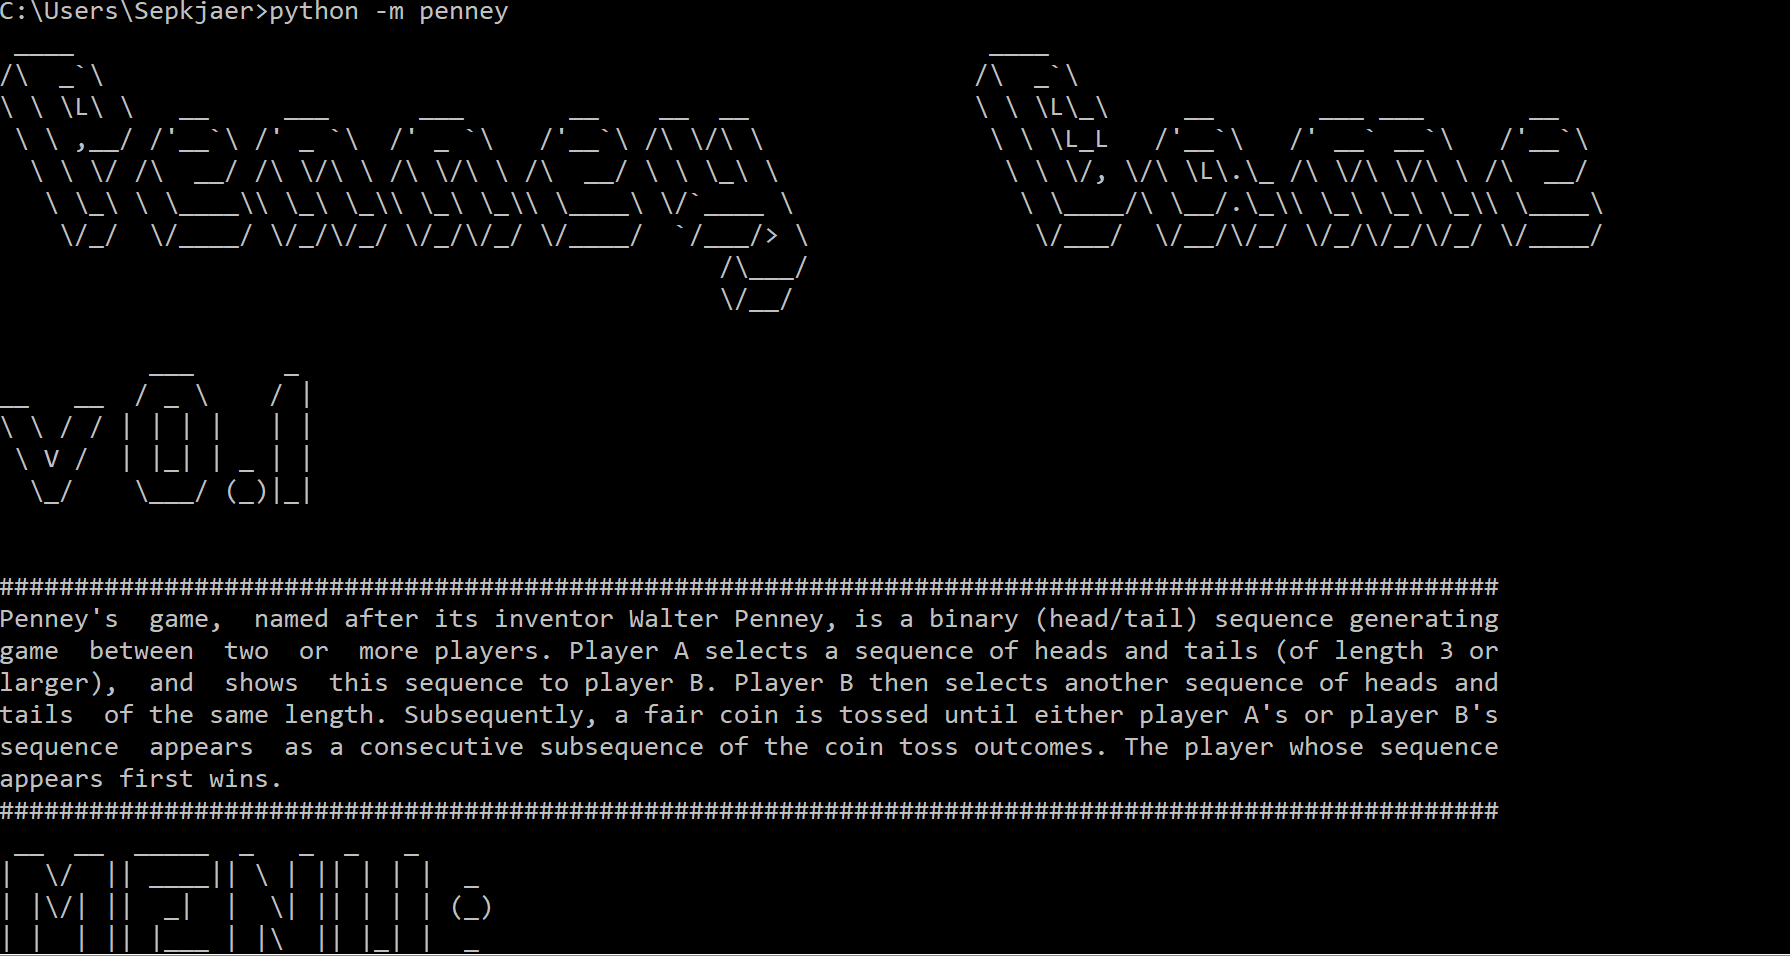 C:\Users\Sepkjaer>python -m penney
Penney Game
v0.1
####################################################################################################
Penney's  game,  named after its inventor Walter Penney, is a binary (head/tail) sequence generating
game  between  two  or  more players. Player A selects a sequence of heads and tails (of length 3 or
larger),  and  shows  this sequence to player B. Player B then selects another sequence of heads and
tails  of the same length. Subsequently, a fair coin is tossed until either player A's or player B's
sequence  appears  as a consecutive subsequence of the coin toss outcomes. The player whose sequence
appears first wins.
####################################################################################################
MENU: